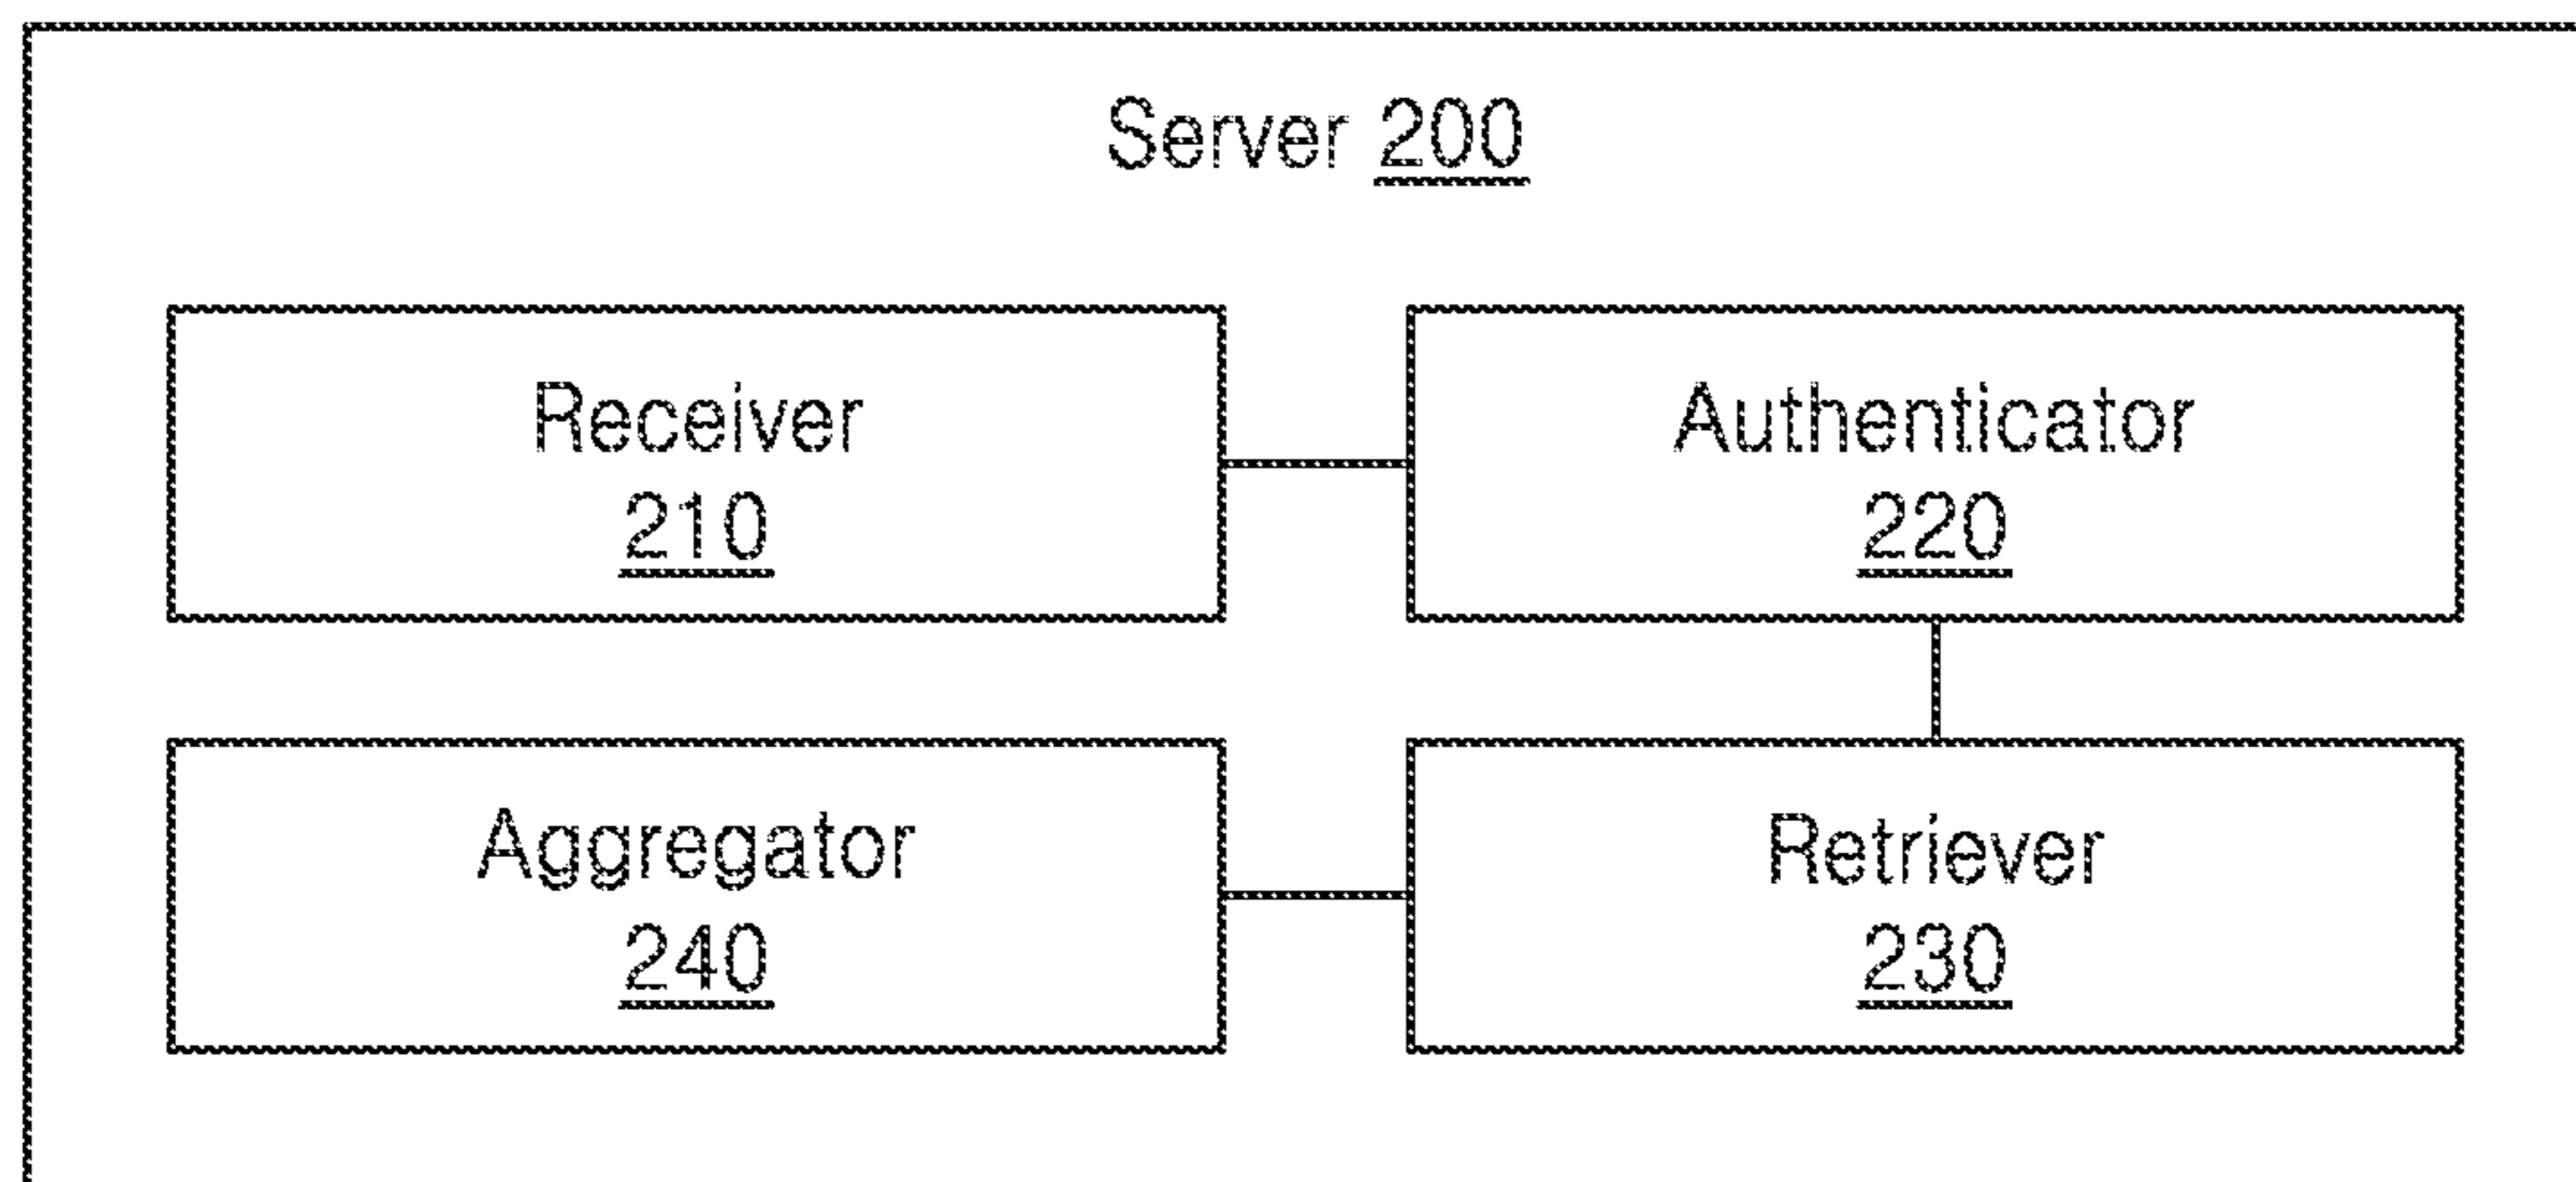 Server 200
Receiver
210
Authenticator
220
Aggregator
240
Retriever
230